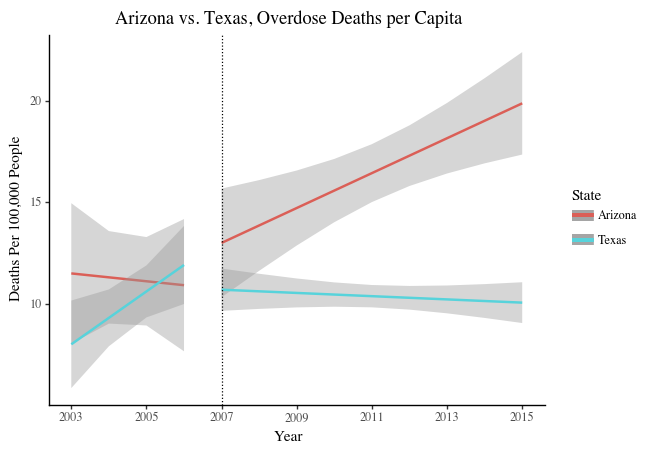 Arizona vs. Texas, Overdose Deaths per Capita
Deaths Per 100,000 People
20
15
10
2003
2005
2007
2009
2011
2013
2015
Year
State
Arizona
Texas